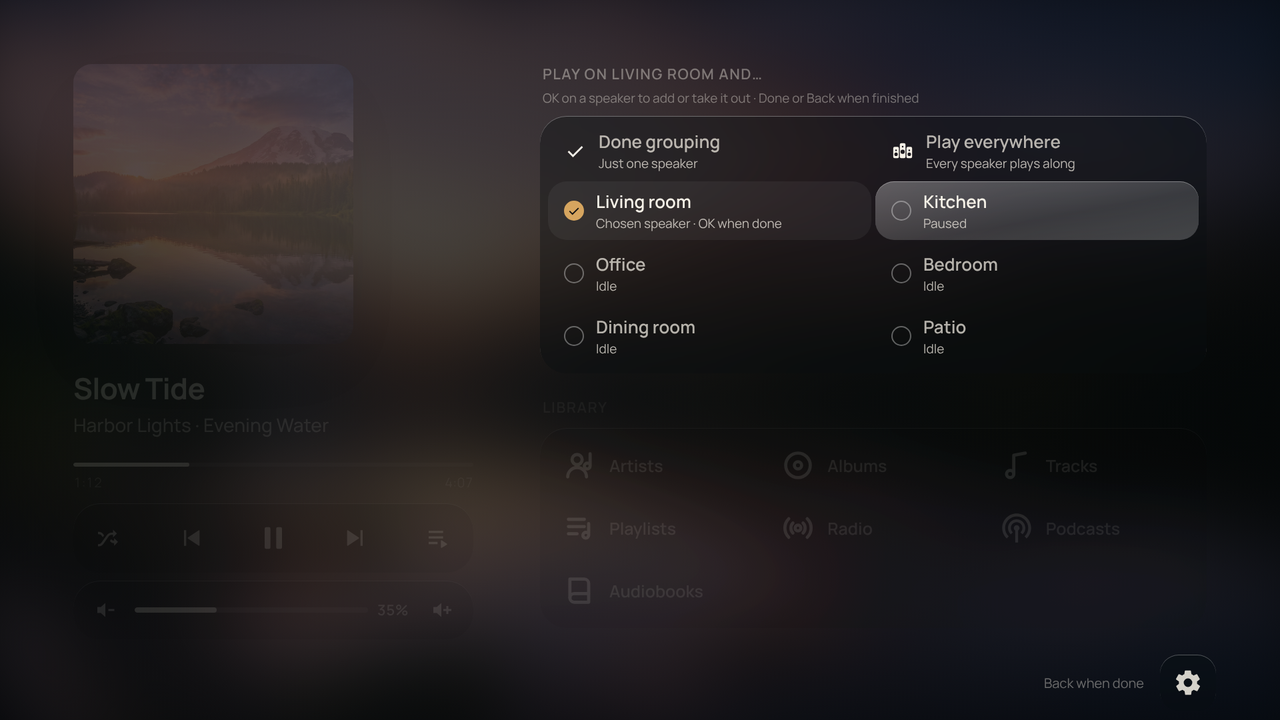 PLAY ON LIVING ROOM AND…
OK on a speaker to add or take it out · Done or Back when finished
Done grouping
Just one speaker
Play everywhere
Every speaker plays along
Living room
Chosen speaker · OK when done
Kitchen
Paused
Office
Idle
Bedroom
Idle
Dining room
Idle
Patio
Idle
Slow Tide
Harbor Lights · Evening Water
1:12
4:07
35%
LIBRARY
Artists
Albums
Tracks
Playlists
Radio
Podcasts
Audiobooks
Back when done